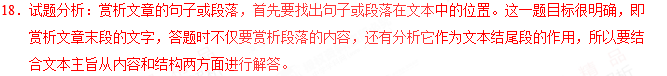 18．试题分析：赏析文章的句子或段落，首先要找出句子或段落在文本中的位置。这一题目标很明确，即
赏析文章末段的文字，答题时不仅要赏析段落的内容，还有分析它作为文本结尾段的作用，所以要结
合文本主旨从内容和结构两方面进行解答。